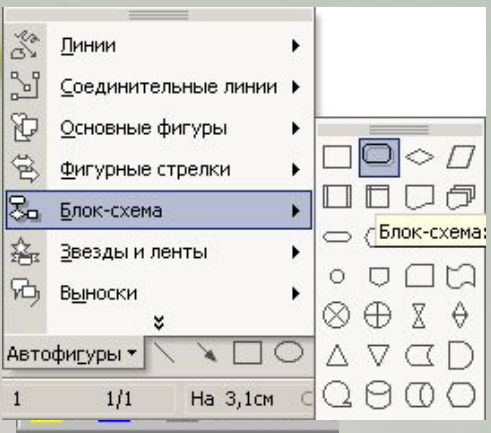 Линии
Соединительные линии
Основные фигуры
Фигурные стрелки
Блок-схема
Блок-схема:
Звезды и ленты
Выноски
Автофигуры
1 1/1 На 3,1см